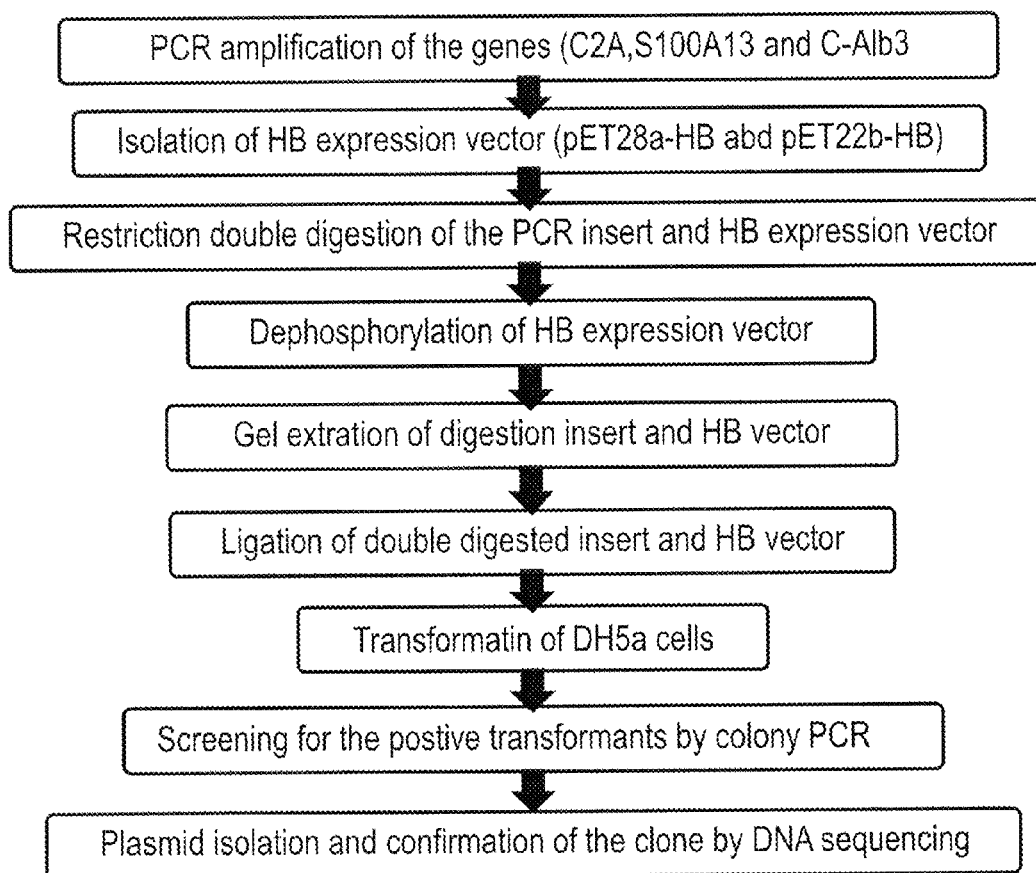 PCR amplification of the genes (C2A,S100A13 and C-Alb3
Isolation of HB expression vector (pET28a-HB abd pET22b-HB)
Restriction double digestion of the PCR insert and HB expression vector
Dephosphorylation of HB expression vector
Gel extration of digestion insert and HB vector
Ligation of double digested insert and HB vector
Transformatin of DH5a cells
Screening for the postive transformants by colony PCR
Plasmid isolation and confirmation of the clone by DNA sequencing